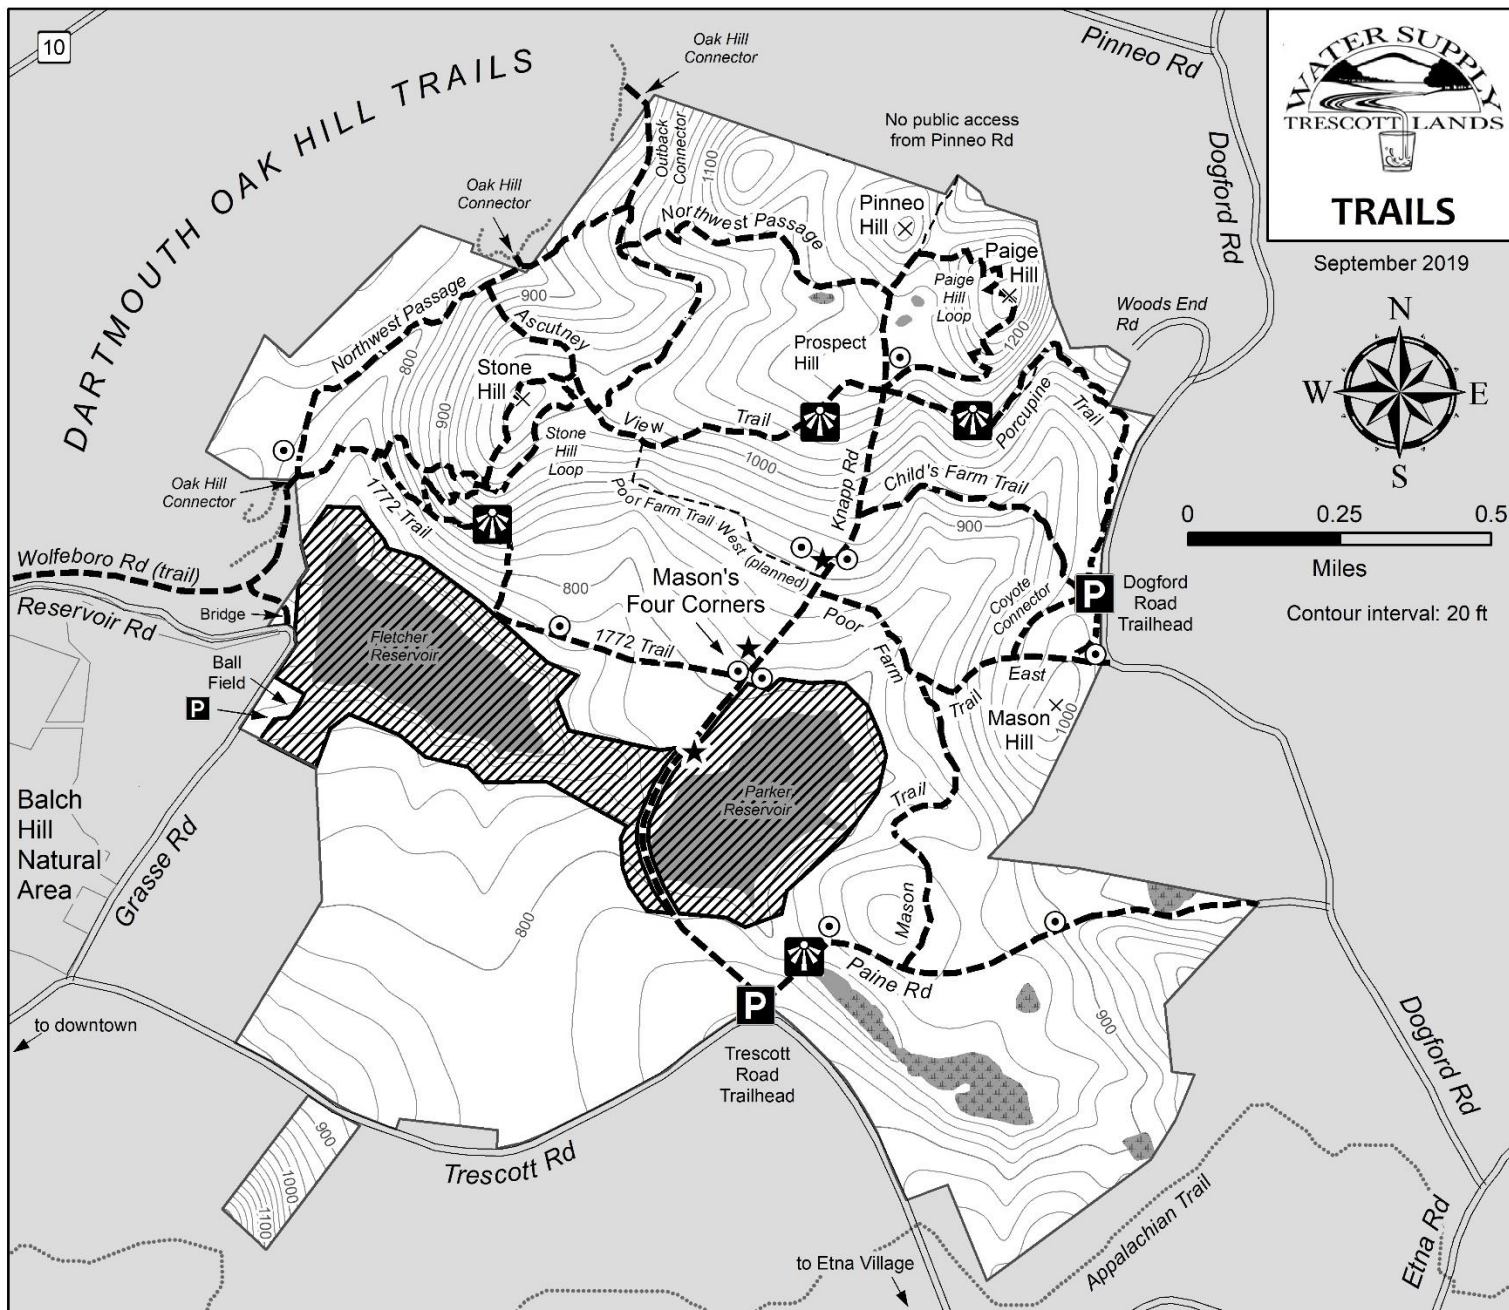 10
DARTMOUTH OAK HILL TRAILS
Oak Hill
Connector
Pinneo Rd
WATER SUPPLY
TRESCOTT LANDS
TRAILS
September 2019
No public access
from Pinneo Rd
Dogford Rd
Outback
Connector
1100
Oak Hill
Connector
Northwest Passage
Pinneo
Hill
Paige
Hill
Paige
Hill
Loop
1200
Woods End
Rd
N
W
E
S
Northwest Passage
900
800
Ascutney
Stone
Hill
Prospect
Hill
900
View
Trail
1000
Stone
Hill
Loop
Porcupine
Trail
Knapp Rd
Child's Farm Trail
900
Oak Hill
Connector
1772 Trail
Poor Farm Trail West (planned)
0
0.25
0.5
Miles
Contour interval: 20 ft
Wolfeboro Rd (trail)
Reservoir Rd
Bridge
800
Mason's
Four Corners
Coyote
Connector
P
Dogford
Road
Trailhead
Fletcher
Reservoir
1772 Trail
Poor
Farm
Trail
East
Ball
Field
P
Mason
Hill
1000
Parker
Reservoir
Balch
Hill
Natural
Area
Grasse Rd
Trail
Mason
800
Paine Rd
P
Trescott
Road
Trailhead
900
to downtown
Dogford Rd
900
1000
1100
Trescott Rd
Appalachian Trail
to Etna Village
Etna Rd